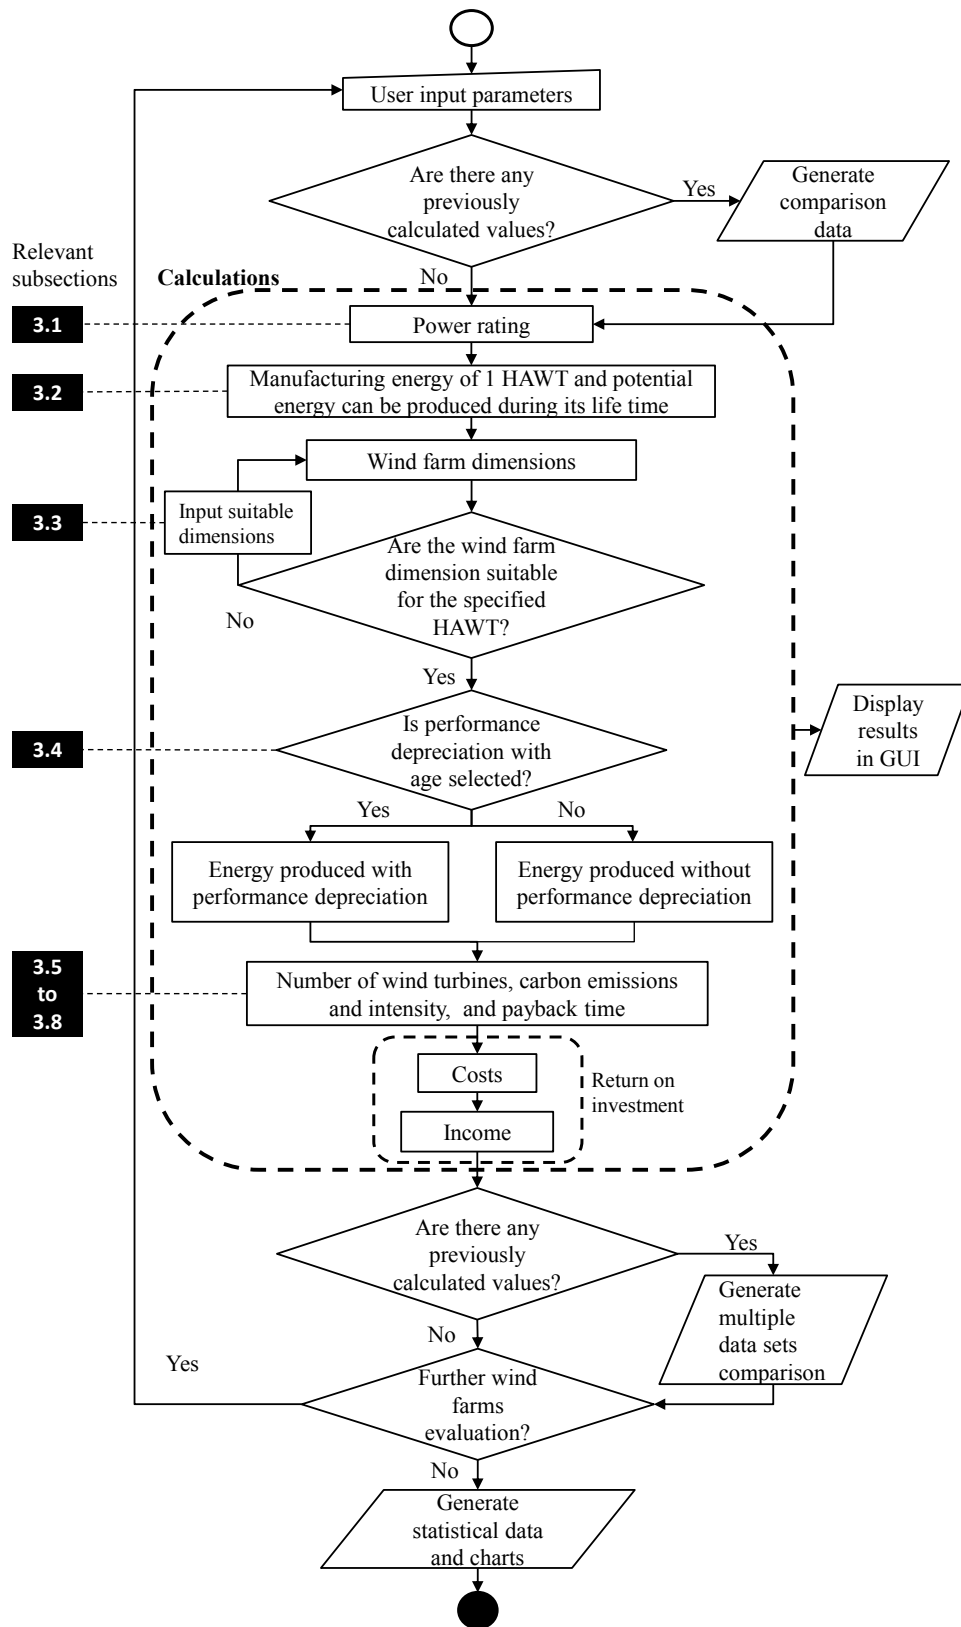 User input parameters
Are there any
previously
calculated values?
Yes
Generate
comparison
data
No
Relevant
subsections
Calculations
3.1
Power rating
3.2
Manufacturing energy of 1 HAWT and potential
energy can be produced during its life time
Wind farm dimensions
3.3
Input suitable
dimensions
Are the wind farm
dimension suitable
for the specified
HAWT?
No
Yes
3.4
Is performance
depreciation with
age selected?
Display
results
in GUI
Yes
No
Energy produced with
performance depreciation
Energy produced without
performance depreciation
3.5
to
3.8
Number of wind turbines, carbon emissions
and intensity, and payback time
Costs
Income
Return on
investment
Are there any
previously
calculated values?
Yes
Generate
multiple
data sets
comparison
No
Yes
Further wind
farms
evaluation?
No
Generate
statistical data
and charts